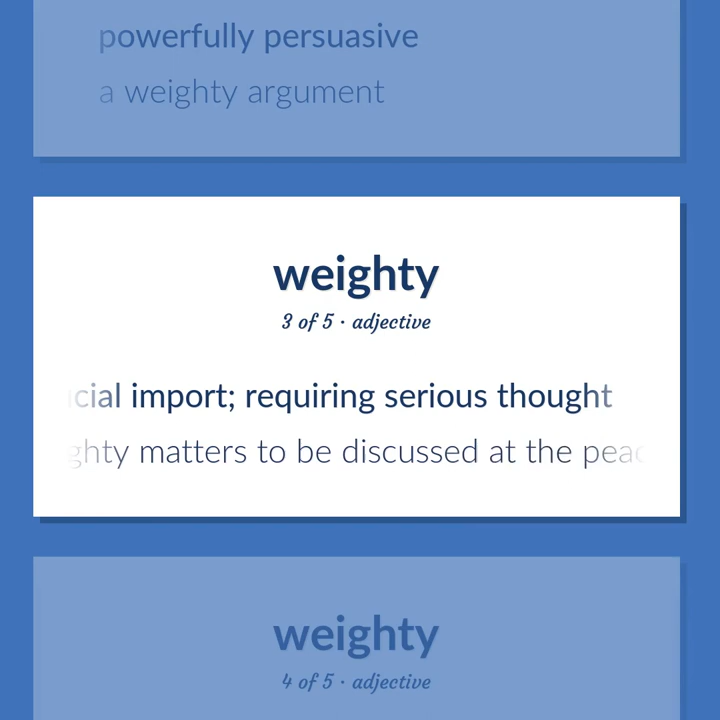 powerfully persuasive
a weighty argument
weighty
3 of 5 · adjective
import; requiring serious thought
matters to be discussed at the
weighty
4 of 5 · adjective